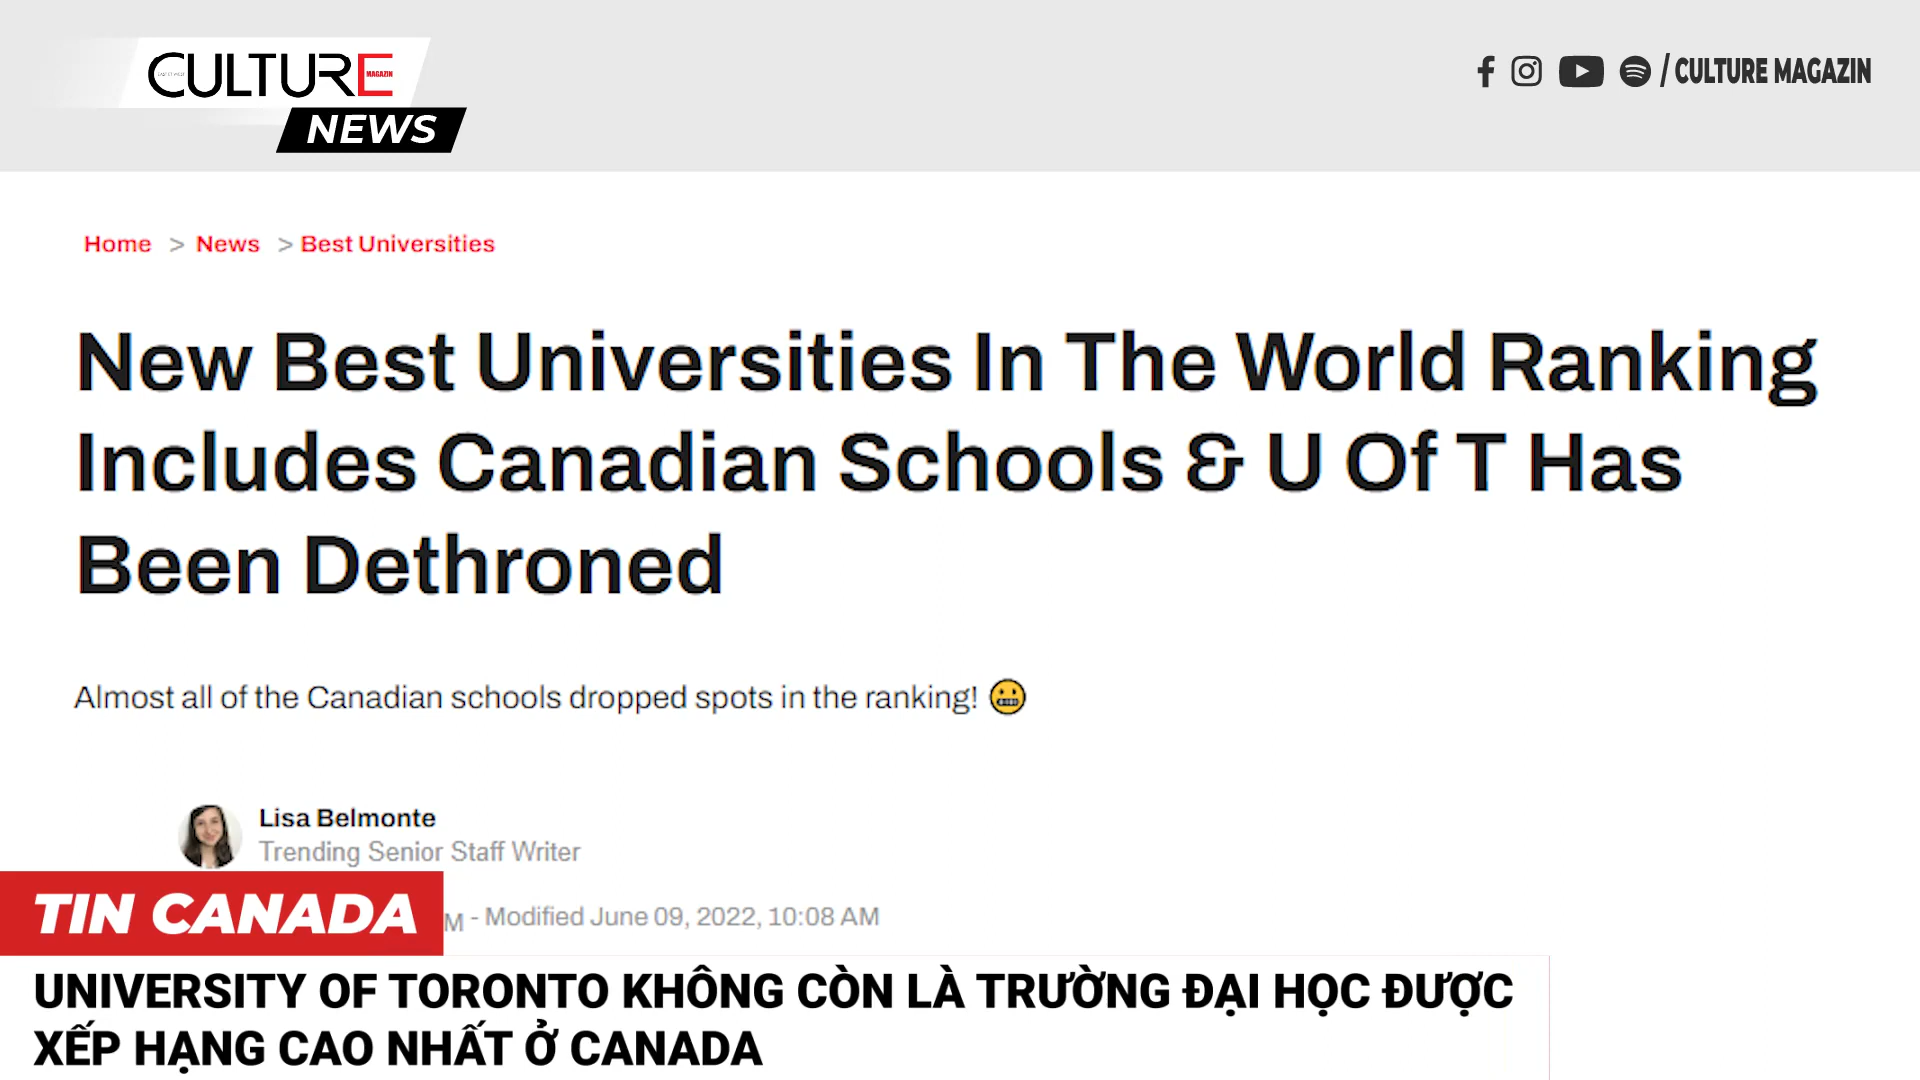 CULTURE
MAGAZIN
NEWS
/ CULTURE MAGAZIN
Home > News > Best Universities
New Best Universities In The World Ranking
Includes Canadian Schools & U Of T Has
Been Dethroned
Almost all of the Canadian schools dropped spots in the ranking! 😬
Lisa Belmonte
Trending Senior Staff Writer
M - Modified June 09, 2022, 10:08 AM
TIN CANADA
UNIVERSITY OF TORONTO KHÔNG CÒN LÀ TRƯỜNG ĐẠI HỌC ĐƯỢC
XẾP HẠNG CAO NHẤT Ở CANADA